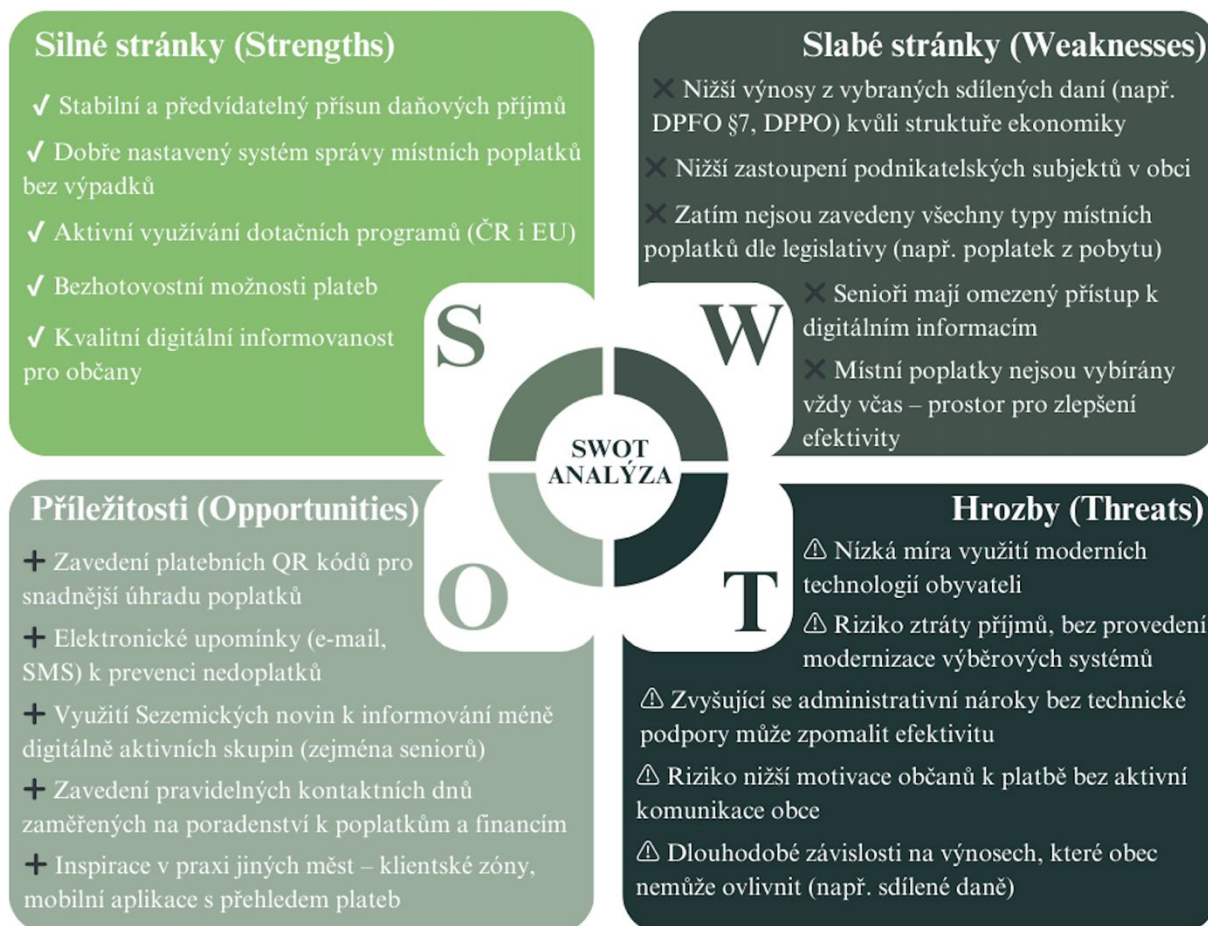 Silné stránky (Strengths)
✓ Stabilní a předvídatelný přísun daňových příjmů
✓ Dobře nastavený systém správy místních poplatků
bez výpadků
✓ Aktivní využívání dotačních programů (ČR i EU)
✓ Bezhotovostní možnosti plateb
✓ Kvalitní digitální informovanost
pro občany
S
Slabé stránky (Weaknesses)
✕ Nižší výnosy z vybraných sdílených daní (např.
DPFO §7, DPPO) kvůli struktuře ekonomiky
✕ Nižší zastoupení podnikatelských subjektů v obci
✕ Zatím nejsou zavedeny všechny typy místních
poplatků dle legislativy (např. poplatek z pobytu)
✕ Senioři mají omezený přístup k
digitálním informacím
✕ Místní poplatky nejsou vybírány
vždy včas – prostor pro zlepšení
efektivity
W
SWOT
ANALÝZA
Příležitosti (Opportunities)
+ Zavedení platebních QR kódů pro
snadnější úhradu poplatků
+ Elektronické upomínky (e-mail,
SMS) k prevenci nedoplatků
+ Využití Sezemických novin k informování méně
digitálně aktivních skupin (zejména seniorů)
+ Zavedení pravidelných kontaktních dnů
zaměřených na poradenství k poplatkům a financím
+ Inspirace v praxi jiných měst – klientské zóny,
mobilní aplikace s přehledem plateb
O
Hrozby (Threats)
⚠ Nízká míra využití moderních
technologií obyvateli
⚠ Riziko ztráty příjmů, bez provedení
modernizace výběrových systémů
⚠ Zvyšující se administrativní nároky bez technické
podpory může zpomalit efektivitu
⚠ Riziko nižší motivace občanů k platbě bez aktivní
komunikace obce
⚠ Dlouhodobé závislosti na výnosech, které obec
nemůže ovlivnit (např. sdílené daně)
T